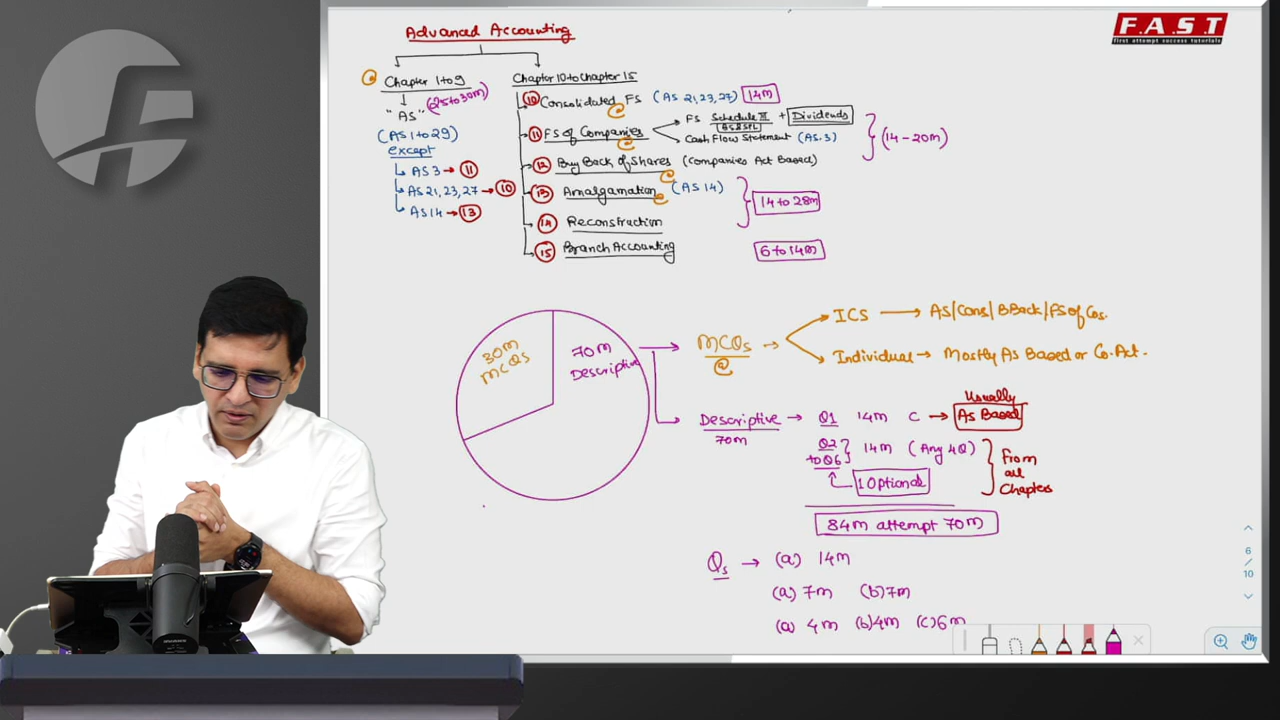 Advanced Accounting
F.A.S.T
first attempt success tutorials
Chapter 1 to 9
"AS" (25 to 30m)
(AS 1 to 29)
except
AS 3 → 11
AS 21, 23, 27 → 10
AS 14 → 13
Chapter 10 to Chapter 15
10 Consolidated FS (AS 21, 23, 27) 14m
11 FS of Companies
FS Schedule III + Dividends
BS & SPL
Cash Flow Statement (AS-3)
12 Buy Back of Shares (Companies Act Based)
(14 - 20m)
13 Amalgamation (AS 14)
14 Reconstruction
14 to 28m
15 Branch Accounting 6 to 14m
30m
MCQs
70m
Descriptive
MCQs →
ICS → AS/Cons/BBack/FS of Cos.
Individual → Mostly AS Based or Co. Act.
Descriptive → Q1 14m C → Usually As Based
70m
Q2 to Q6 } 14m (Any 4Q)
1 Optional
From all Chapters
84m attempt 70m
Qs → (a) 14m
(a) 7m (b) 7m
(a) 4m (b) 4m (c) 6m
6
/
10